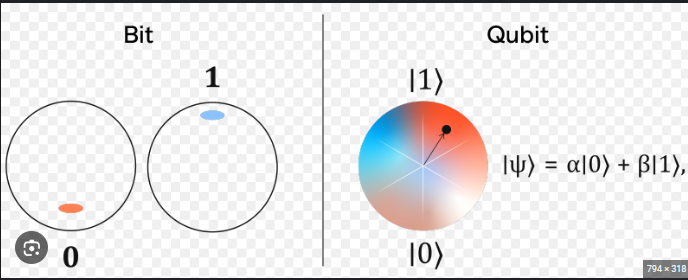 Bit
1
0
Qubit
|1⟩
|ψ⟩ = α|0⟩ + β|1⟩,
|0⟩
794 × 318